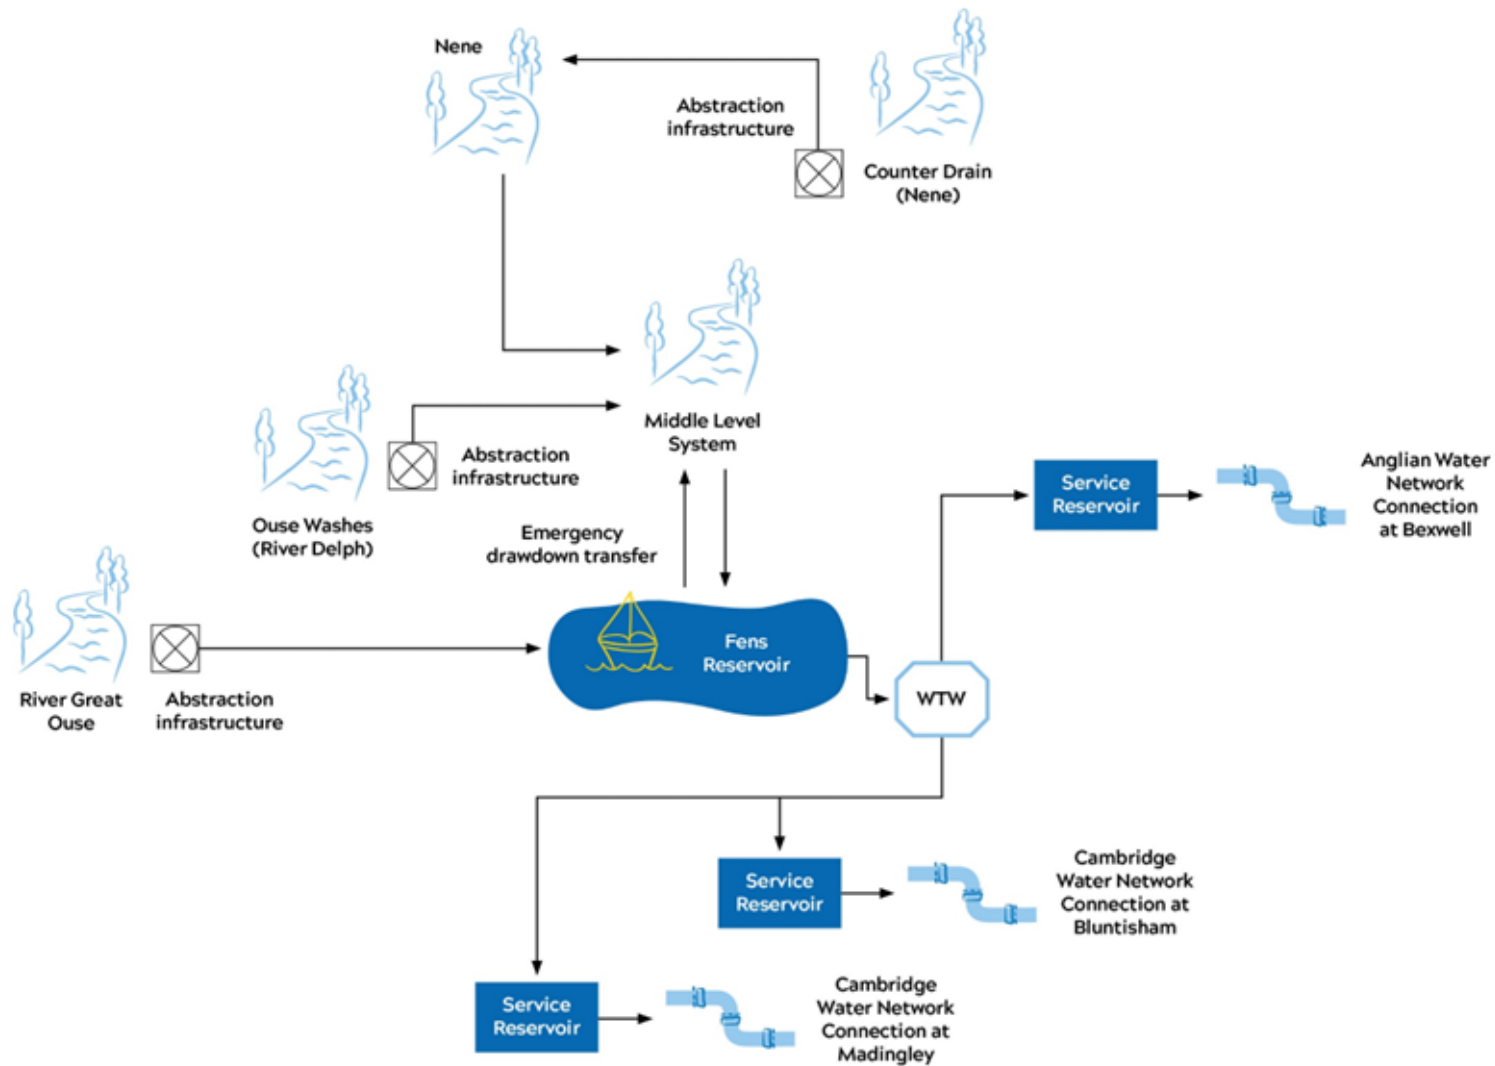 Nene
Abstraction
infrastructure
Counter Drain
(Nene)
Middle Level
System
Abstraction
infrastructure
Ouse Washes
(River Delph)
Emergency
drawdown transfer
Service
Reservoir
Anglian Water
Network
Connection
at Bexwell
River Great
Ouse
Abstraction
infrastructure
Fens
Reservoir
WTW
Service
Reservoir
Cambridge
Water Network
Connection at
Bluntisham
Service
Reservoir
Cambridge
Water Network
Connection at
Madingley